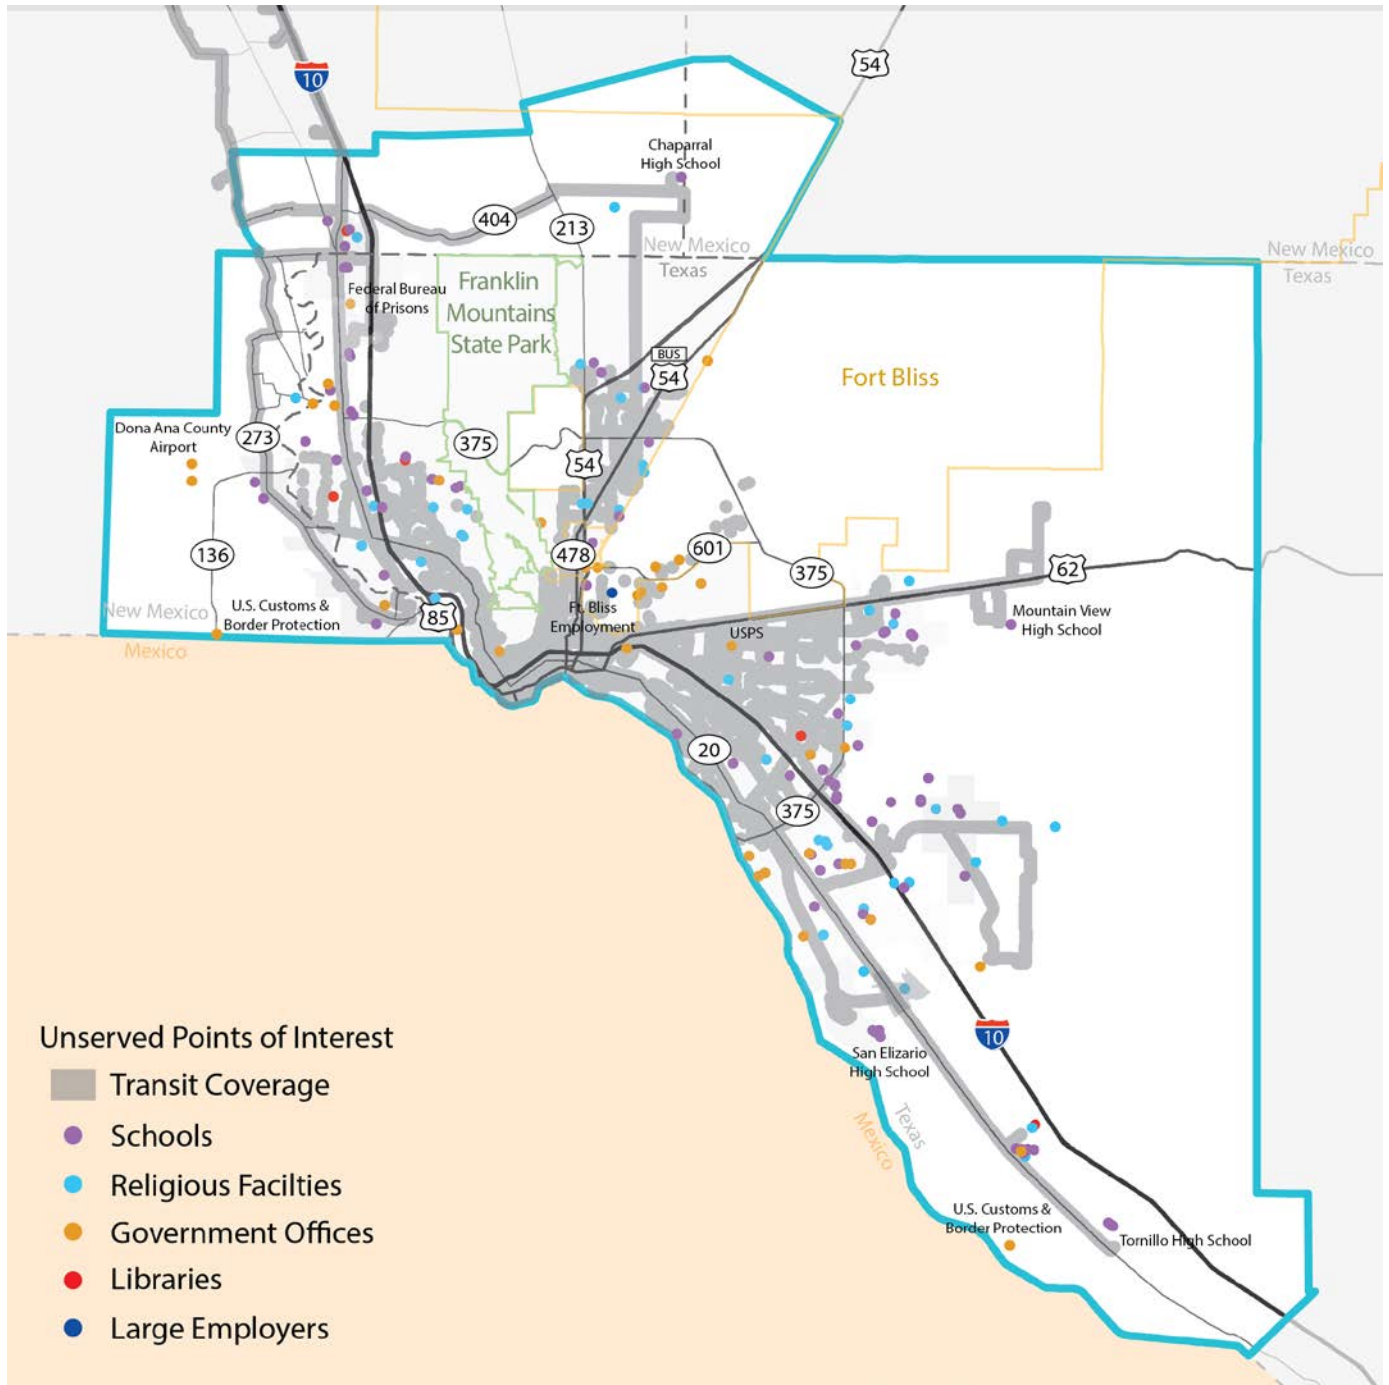 10
54
Chaparral
High School
404
213
New Mexico
Texas
New Mexico
Texas
Federal Bureau
of Prisons
Franklin
Mountains
State Park
BUS
54
Fort Bliss
Dona Ana County
Airport
273
375
54
136
478
601
375
62
New Mexico
Mexico
U.S. Customs &
Border Protection
85
Ft. Bliss
Employment
USPS
Mountain View
High School
20
375
10
San Elizario
High School
Texas
Mexico
U.S. Customs &
Border Protection
Tornillo High School
Unserved Points of Interest
Transit Coverage
Schools
Religious Facilties
Government Offices
Libraries
Large Employers